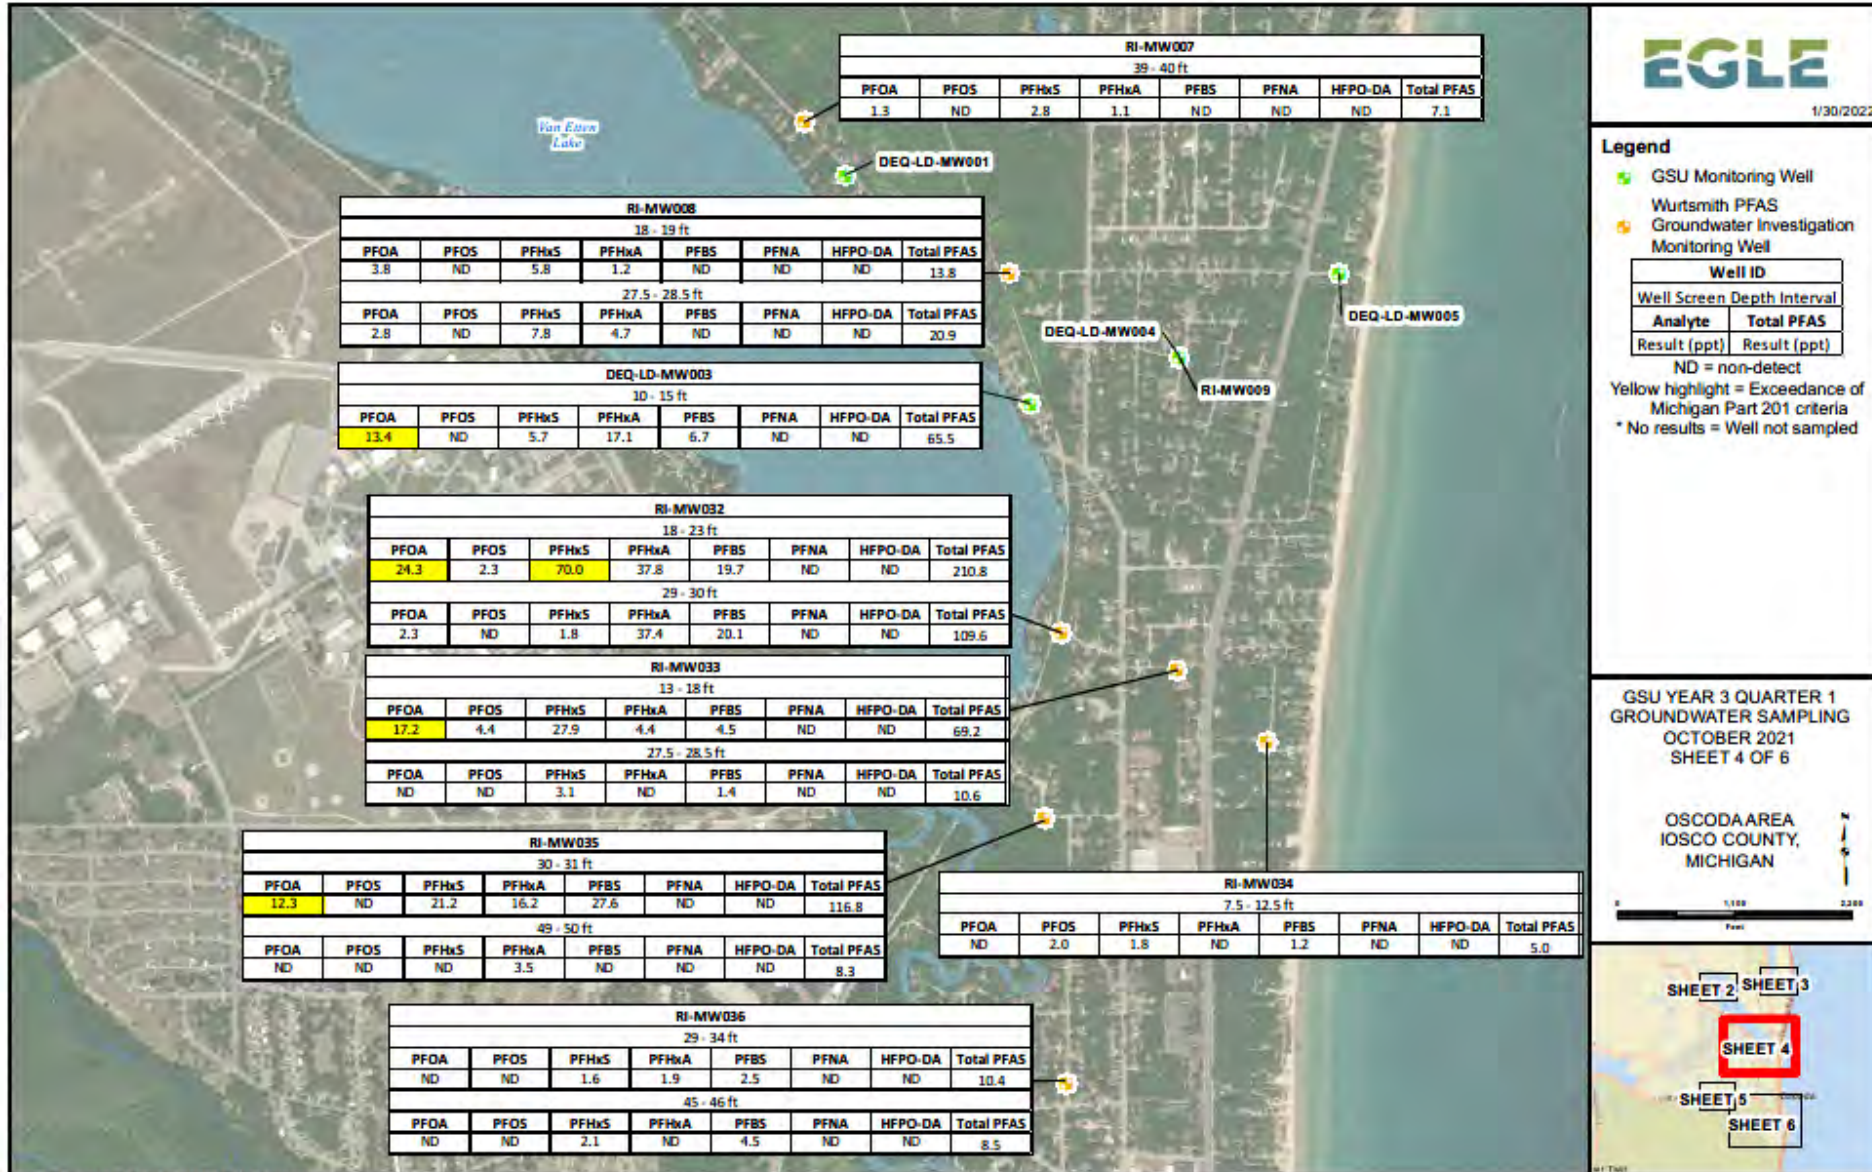 RI-MW007
39 - 40 ft
PFOA PFOS PFHxS PFHxA PFBS PFNA HFPO-DA Total PFAS
1.3 ND 2.8 1.1 ND ND ND 7.1
Van Etten
Lake
DEQ-LD-MW001
RI-MW008
18 - 19 ft
PFOA PFOS PFHxS PFHxA PFBS PFNA HFPO-DA Total PFAS
3.8 ND 5.8 1.2 ND ND ND 13.8
27.5 - 28.5 ft
PFOA PFOS PFHxS PFHxA PFBS PFNA HFPO-DA Total PFAS
2.8 ND 7.8 4.7 ND ND ND 20.9
DEQ-LD-MW005
DEQ-LD-MW004
RI-MW009
DEQ-LD-MW003
10 - 15 ft
PFOA PFOS PFHxS PFHxA PFBS PFNA HFPO-DA Total PFAS
13.4 ND 5.7 17.1 6.7 ND ND 65.5
RI-MW032
18 - 23 ft
PFOA PFOS PFHxS PFHxA PFBS PFNA HFPO-DA Total PFAS
24.3 2.3 70.0 37.8 19.7 ND ND 210.8
29 - 30 ft
PFOA PFOS PFHxS PFHxA PFBS PFNA HFPO-DA Total PFAS
2.3 ND 1.8 37.4 20.1 ND ND 109.6
RI-MW033
13 - 18 ft
PFOA PFOS PFHxS PFHxA PFBS PFNA HFPO-DA Total PFAS
17.2 4.4 27.9 4.4 4.5 ND ND 69.2
27.5 - 28.5 ft
PFOA PFOS PFHxS PFHxA PFBS PFNA HFPO-DA Total PFAS
ND ND 3.1 ND 1.4 ND ND 10.6
RI-MW035
30 - 31 ft
PFOA PFOS PFHxS PFHxA PFBS PFNA HFPO-DA Total PFAS
12.3 ND 21.2 16.2 27.6 ND ND 116.8
49 - 50 ft
PFOA PFOS PFHxS PFHxA PFBS PFNA HFPO-DA Total PFAS
ND ND ND 3.5 ND ND ND 8.3
RI-MW034
7.5 - 12.5 ft
PFOA PFOS PFHxS PFHxA PFBS PFNA HFPO-DA Total PFAS
ND 2.0 1.8 ND 1.2 ND ND 5.0
RI-MW036
29 - 34 ft
PFOA PFOS PFHxS PFHxA PFBS PFNA HFPO-DA Total PFAS
ND ND 1.6 1.9 2.5 ND ND 10.4
45 - 46 ft
PFOA PFOS PFHxS PFHxA PFBS PFNA HFPO-DA Total PFAS
ND ND 2.1 ND 4.5 ND ND 8.5
EGLE
1/30/2022
Legend
GSU Monitoring Well
Wurtsmith PFAS
Groundwater Investigation
Monitoring Well
Well ID
Well Screen Depth Interval
Analyte Total PFAS
Result (ppt) Result (ppt)
ND = non-detect
Yellow highlight = Exceedance of
Michigan Part 201 criteria
* No results = Well not sampled
GSU YEAR 3 QUARTER 1
GROUNDWATER SAMPLING
OCTOBER 2021
SHEET 4 OF 6
OSCODA AREA
IOSCO COUNTY,
MICHIGAN
N
0 1,100 2,200
Feet
SHEET 2 SHEET 3
SHEET 4
SHEET 5
SHEET 6